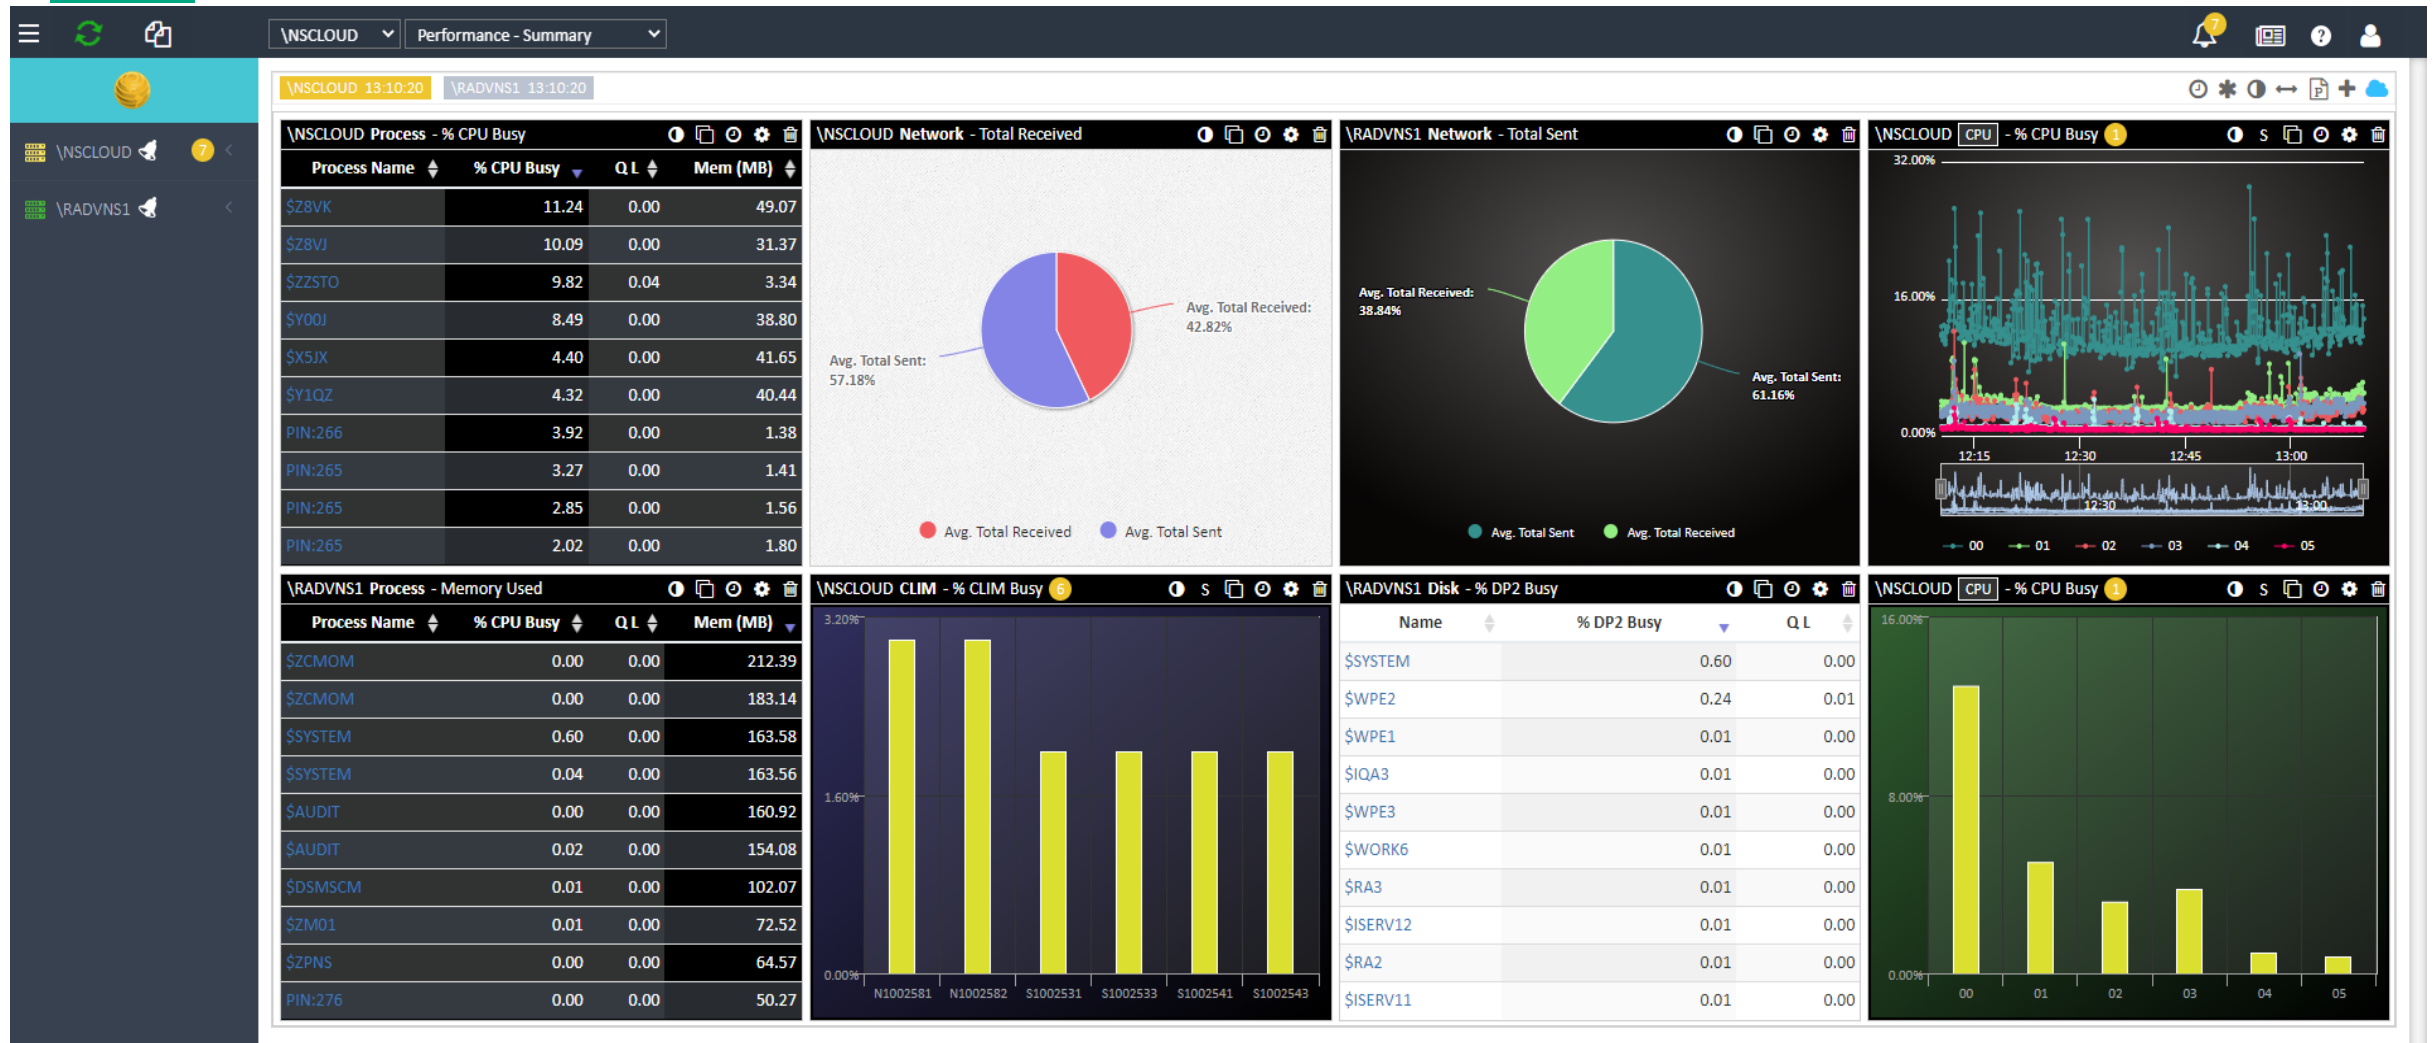 \NSCLOUD Performance - Summary 7
\NSCLOUD 13:10:20 \RADVNS1 13:10:20
\NSCLOUD 7
\RADVNS1
\NSCLOUD Process - % CPU Busy
Process Name % CPU Busy Q L Mem (MB)
$Z8VK 11.24 0.00 49.07
$Z8VJ 10.09 0.00 31.37
$ZZSTO 9.82 0.04 3.34
$Y00J 8.49 0.00 38.80
$X5JX 4.40 0.00 41.65
$Y1QZ 4.32 0.00 40.44
PIN:266 3.92 0.00 1.38
PIN:265 3.27 0.00 1.41
PIN:265 2.85 0.00 1.56
PIN:265 2.02 0.00 1.80
\NSCLOUD Network - Total Received
Avg. Total Received:
42.82%
Avg. Total Sent:
57.18%
Avg. Total Received Avg. Total Sent
\RADVNS1 Network - Total Sent
Avg. Total Received:
38.84%
Avg. Total Sent:
61.16%
Avg. Total Sent Avg. Total Received
\NSCLOUD CPU - % CPU Busy 1 S
32.00%
16.00%
0.00%
12:15 12:30 12:45 13:00
12:30 13:00
00 01 02 03 04 05
\RADVNS1 Process - Memory Used
Process Name % CPU Busy Q L Mem (MB)
$ZCMOM 0.00 0.00 212.39
$ZCMOM 0.00 0.00 183.14
$SYSTEM 0.60 0.00 163.58
$SYSTEM 0.04 0.00 163.56
$AUDIT 0.00 0.00 160.92
$AUDIT 0.02 0.00 154.08
$DSMSCM 0.01 0.00 102.07
$ZM01 0.01 0.00 72.52
$ZPNS 0.00 0.00 64.57
PIN:276 0.00 0.00 50.27
\NSCLOUD CLIM - % CLIM Busy 6 S
3.20%
1.60%
0.00%
N1002581 N1002582 S1002531 S1002533 S1002541 S1002543
\RADVNS1 Disk - % DP2 Busy
Name % DP2 Busy Q L
$SYSTEM 0.60 0.00
$WPE2 0.24 0.01
$WPE1 0.01 0.00
$IQA3 0.01 0.00
$WPE3 0.01 0.00
$WORK6 0.01 0.00
$RA3 0.01 0.00
$ISERV12 0.01 0.00
$RA2 0.01 0.00
$ISERV11 0.01 0.00
\NSCLOUD CPU - % CPU Busy 1 S
16.00%
8.00%
0.00%
00 01 02 03 04 05